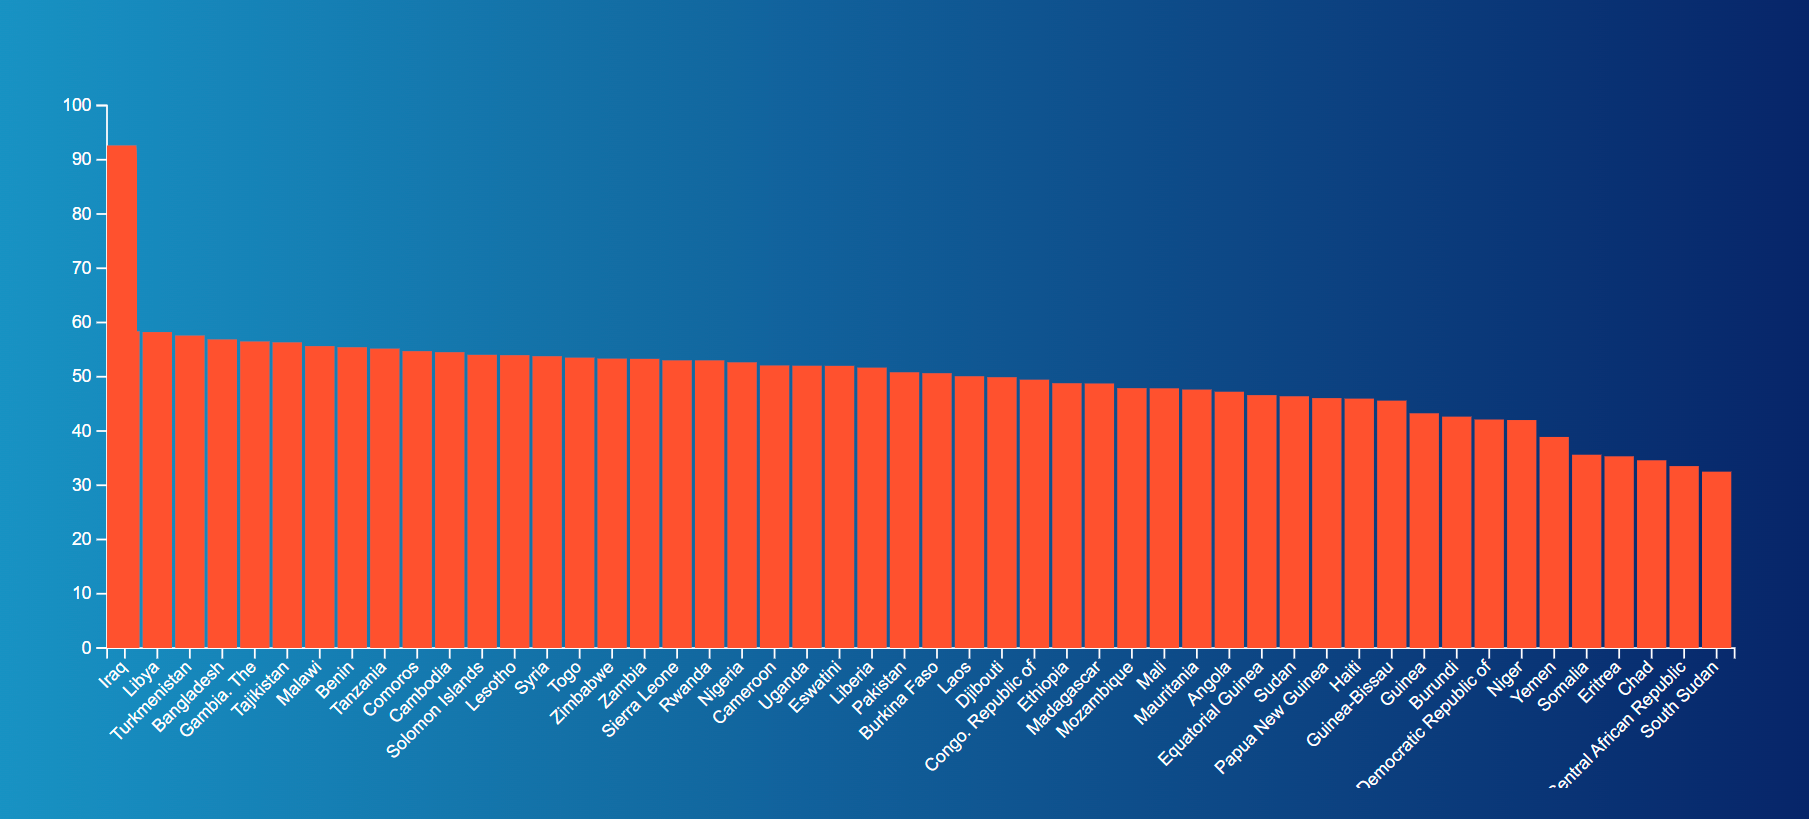 100
90
80
70
60
50
40
30
20
10
0
Iraq
Libya
Turkmenistan
Bangladesh
Gambia. The
Tajikistan
Malawi
Benin
Tanzania
Comoros
Cambodia
Solomon Islands
Lesotho
Syria
Togo
Zimbabwe
Zambia
Sierra Leone
Rwanda
Nigeria
Cameroon
Uganda
Eswatini
Liberia
Pakistan
Burkina Faso
Laos
Djibouti
Congo. Republic of
Ethiopia
Madagascar
Mozambique
Mali
Mauritania
Angola
Equatorial Guinea
Sudan
Papua New Guinea
Haiti
Guinea-Bissau
Guinea
Burundi
Democratic Republic of
Niger
Yemen
Somalia
Eritrea
Chad
Central African Republic
South Sudan